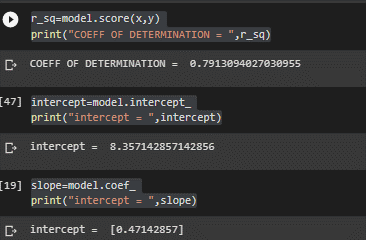 r_sq=model.score(x,y)
print("COEFF OF DETERMINATION = ",r_sq)
COEFF OF DETERMINATION =  0.7913094027030955
[47] intercept=model.intercept_
print("intercept = ",intercept)
intercept =  8.357142857142856
[19] slope=model.coef_
print("intercept = ",slope)
intercept =  [0.47142857]